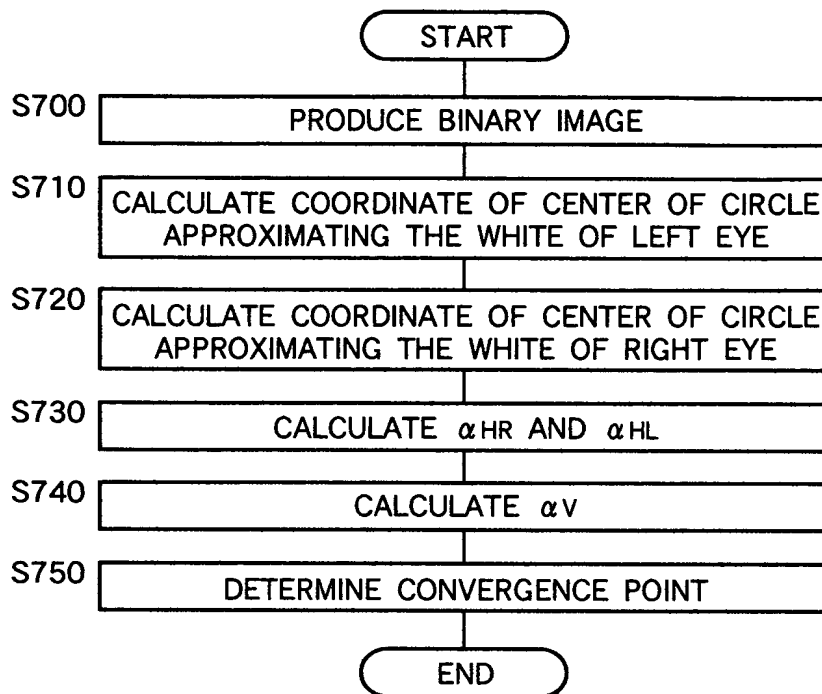 START
S700
PRODUCE BINARY IMAGE
S710
CALCULATE COORDINATE OF CENTER OF CIRCLE
APPROXIMATING THE WHITE OF LEFT EYE
S720
CALCULATE COORDINATE OF CENTER OF CIRCLE
APPROXIMATING THE WHITE OF RIGHT EYE
S730
CALCULATE αHR AND αHL
S740
CALCULATE αV
S750
DETERMINE CONVERGENCE POINT
END